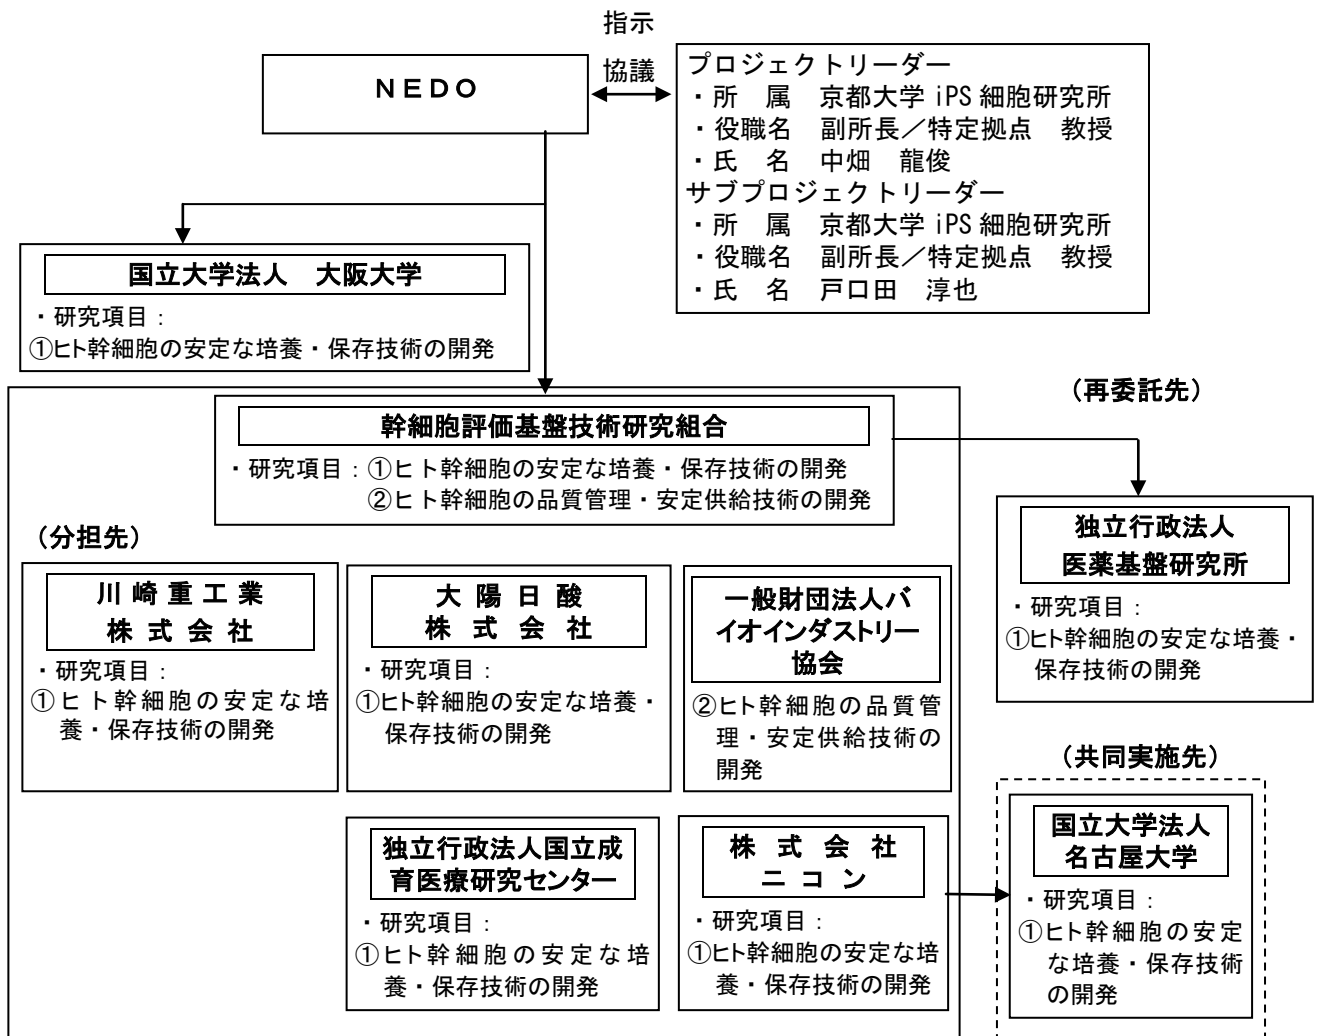 指示
協議
ＮＥＤＯ
プロジェクトリーダー
・所　属　京都大学 iPS 細胞研究所
・役職名　副所長／特定拠点　教授
・氏　名　中畑　龍俊
サブプロジェクトリーダー
・所　属　京都大学 iPS 細胞研究所
・役職名　副所長／特定拠点　教授
・氏　名　戸口田　淳也
国立大学法人　大阪大学
・研究項目：
①ヒト幹細胞の安定な培養・保存技術の開発
幹細胞評価基盤技術研究組合
・研究項目：①ヒト幹細胞の安定な培養・保存技術の開発
②ヒト幹細胞の品質管理・安定供給技術の開発
（再委託先）
独立行政法人
医薬基盤研究所
・研究項目：
①ヒト幹細胞の安定な培養・
保存技術の開発
（分担先）
川崎重工業
株式会社
・研究項目：
①ヒト幹細胞の安定な培
養・保存技術の開発
大陽日酸
株式会社
・研究項目：
①ヒト幹細胞の安定な培養・
保存技術の開発
一般財団法人バ
イオインダストリー
協会
②ヒト幹細胞の品質管
理・安定供給技術の
開発
独立行政法人国立成
育医療研究センター
・研究項目：
①ヒト幹細胞の安定な培
養・保存技術の開発
株式会社
ニコン
・研究項目：
①ヒト幹細胞の安定な培
養・保存技術の開発
（共同実施先）
国立大学法人
名古屋大学
・研究項目：
①ヒト幹細胞の安定
な培養・保存技術
の開発